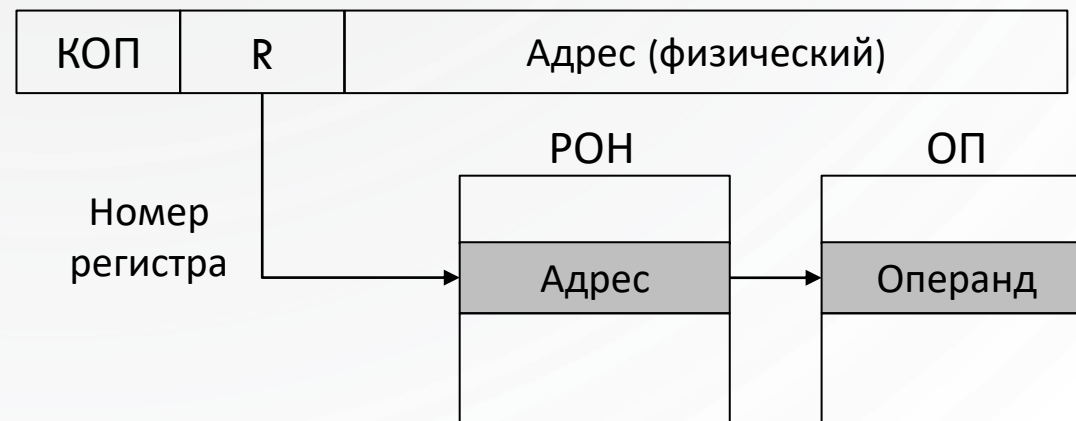 КОП R Адрес (физический)
РОН ОП
Номер
регистра
Адрес Операнд